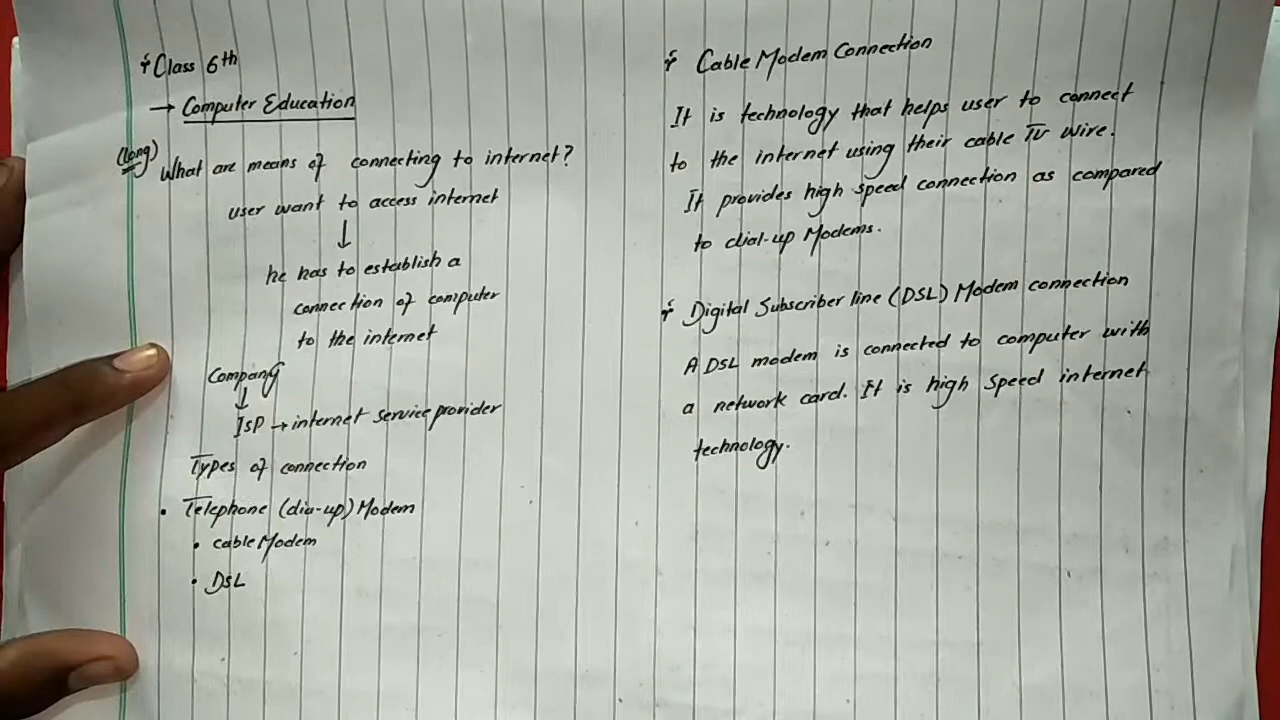 Class 6th
→ Computer Education
(long) What are means of connecting to internet?
user want to access internet
↓
he has to establish a
connection of computer
to the internet
Company
↓
ISP → internet service provider
Types of connection
• Telephone (dia-up) Modem
• cable Modem
• DSL
Cable Modem Connection
It is technology that helps user to connect
to the internet using their cable TV wire.
It provides high speed connection as compared
to dial-up Modems.
Digital Subscriber line (DSL) Modem connection
A DSL modem is connected to computer with
a network card. It is high speed internet
technology.